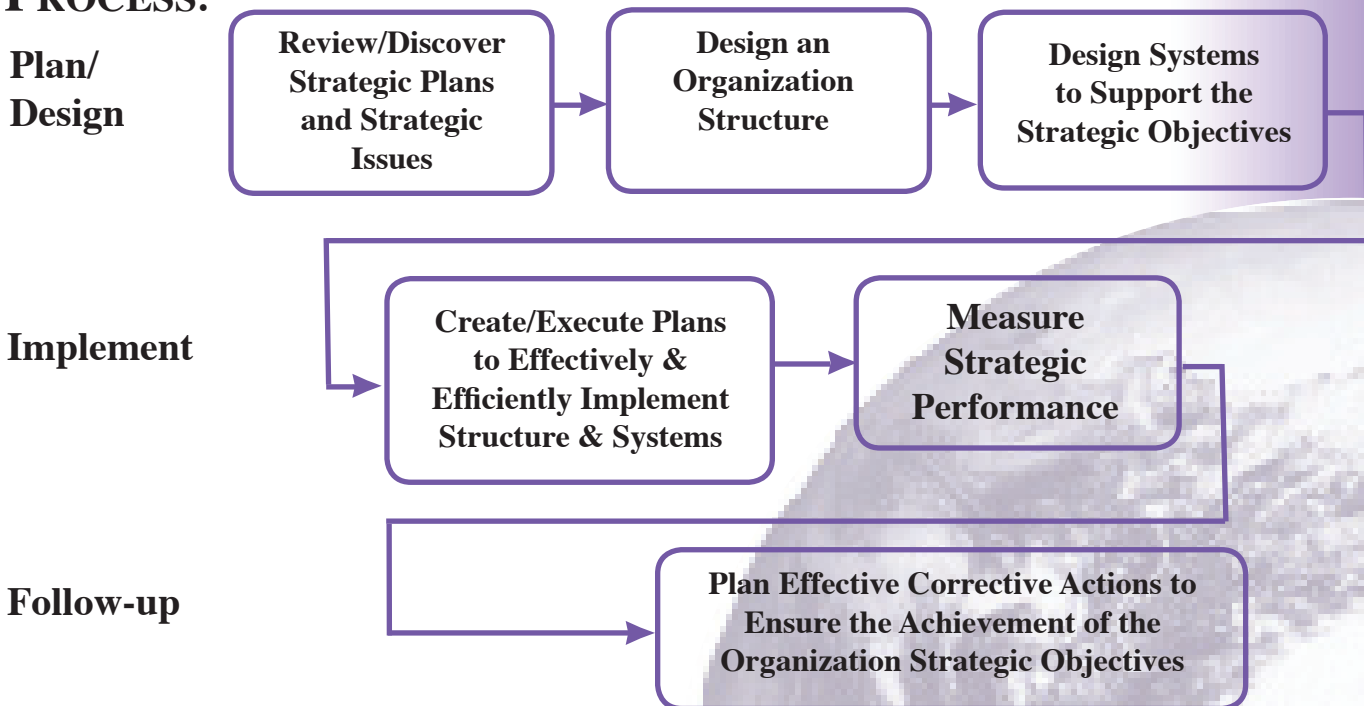 PROCESS:
Plan/
Design
Review/Discover
Strategic Plans
and Strategic
Issues
Design an
Organization
Structure
Design Systems
to Support the
Strategic Objectives
Implement
Create/Execute Plans
to Effectively &
Efficiently Implement
Structure & Systems
Measure
Strategic
Performance
Follow-up
Plan Effective Corrective Actions to
Ensure the Achievement of the
Organization Strategic Objectives